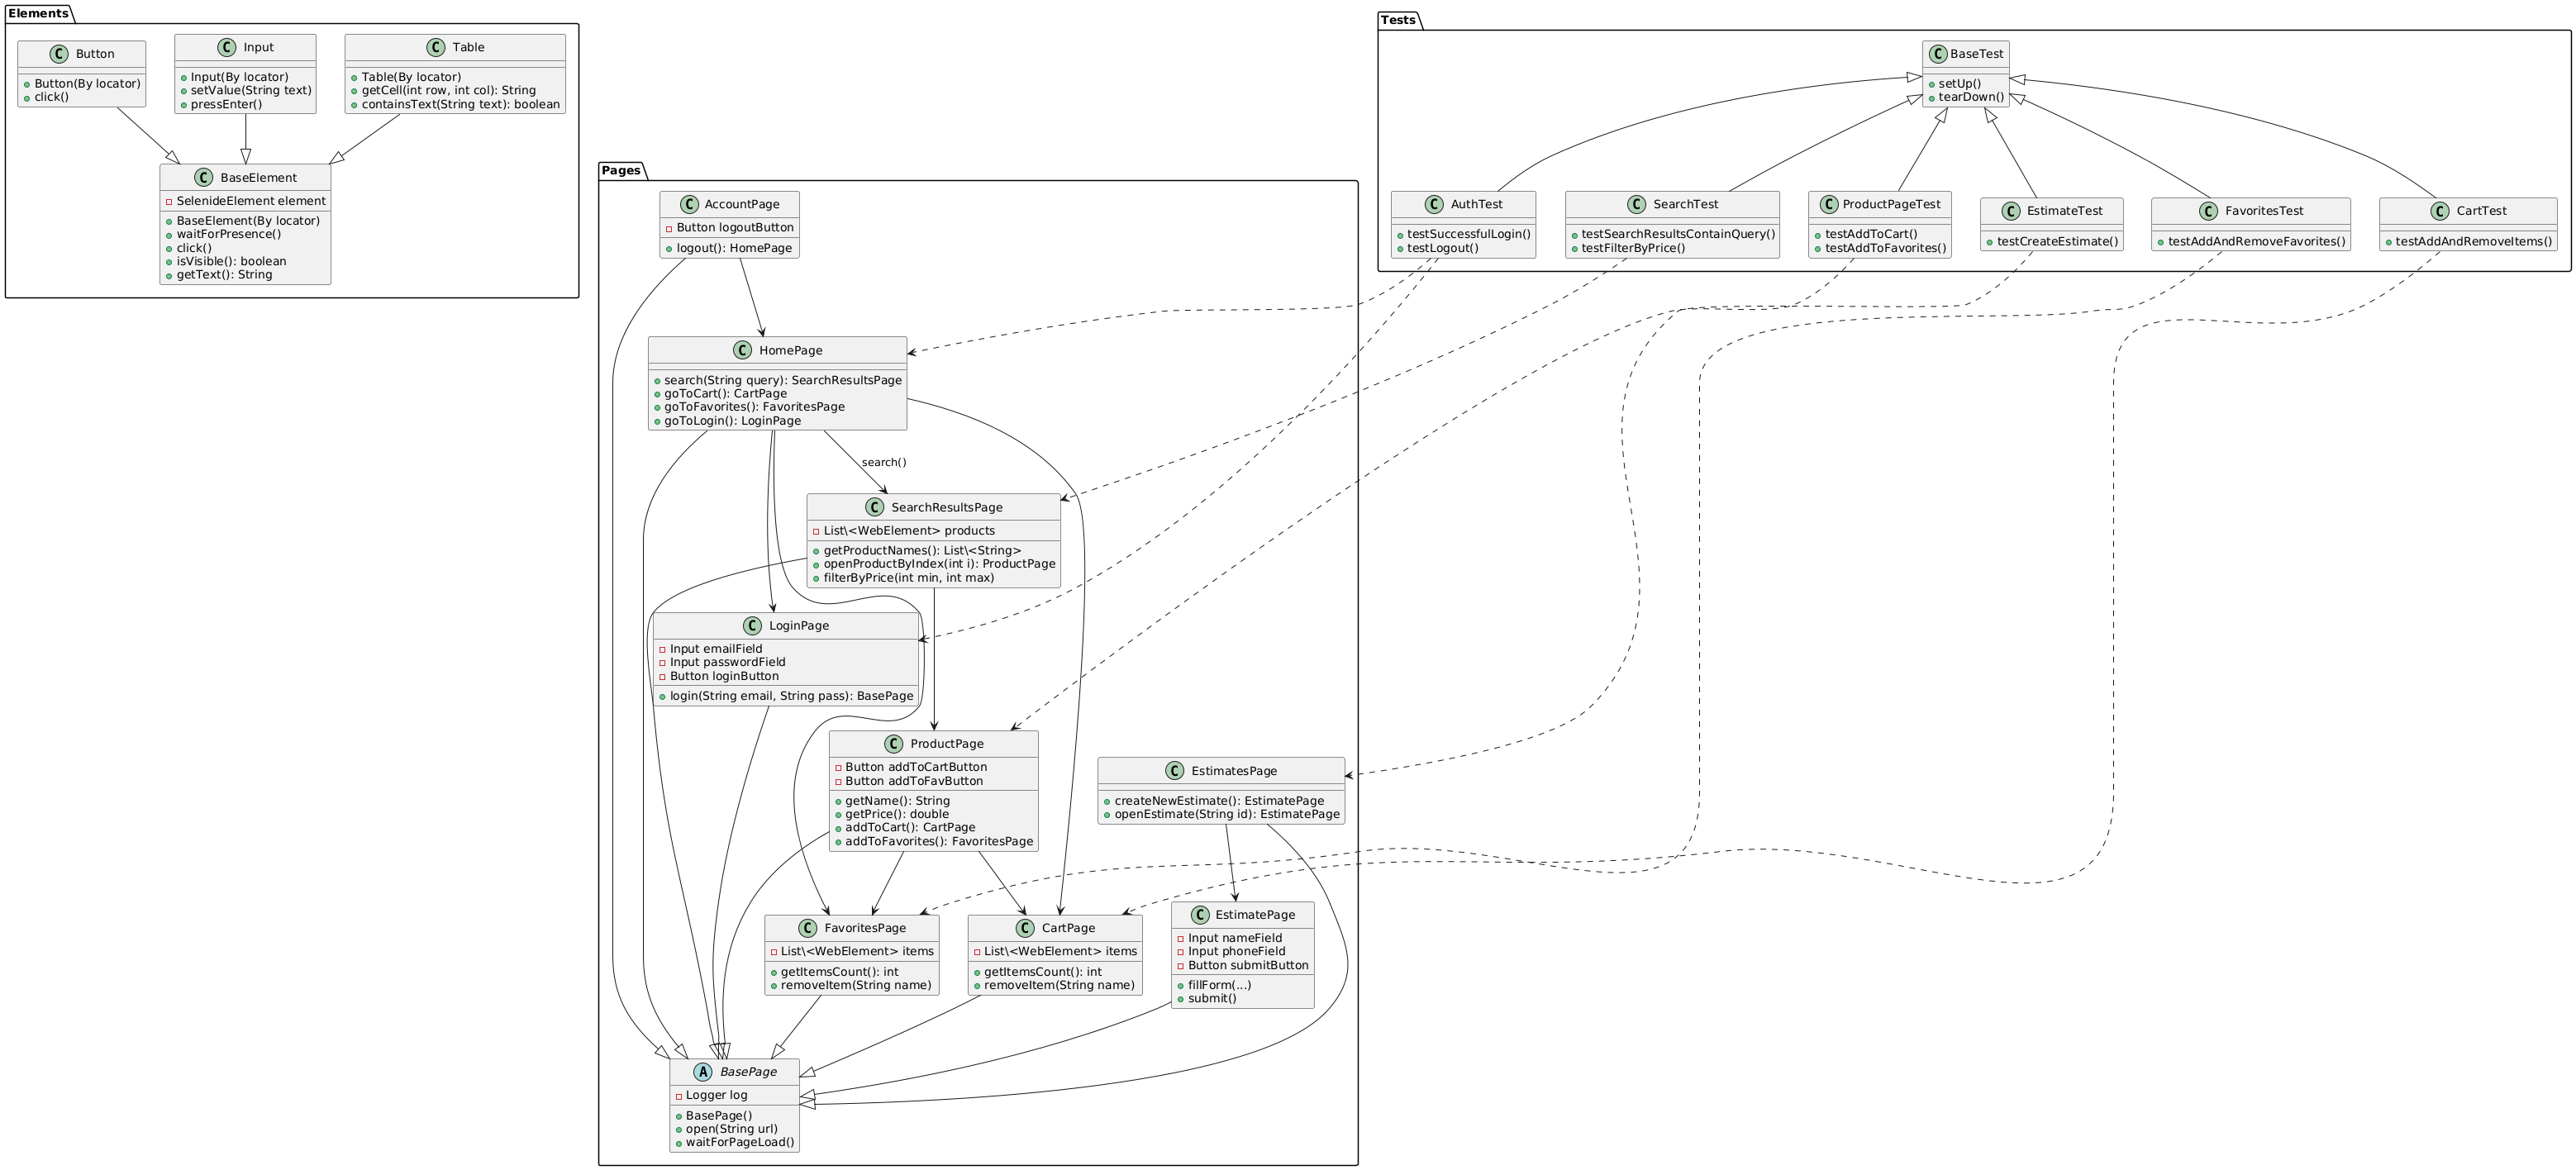 Elements
C Button
Button(By locator)
click()
C Input
Input(By locator)
setValue(String text)
pressEnter()
C Table
Table(By locator)
getCell(int row, int col): String
containsText(String text): boolean
C BaseElement
SelenideElement element
BaseElement(By locator)
waitForPresence()
click()
isVisible(): boolean
getText(): String
Pages
C AccountPage
Button logoutButton
logout(): HomePage
C HomePage
search(String query): SearchResultsPage
goToCart(): CartPage
goToFavorites(): FavoritesPage
goToLogin(): LoginPage
search()
C SearchResultsPage
List\<WebElement> products
getProductNames(): List\<String>
openProductByIndex(int i): ProductPage
filterByPrice(int min, int max)
C LoginPage
Input emailField
Input passwordField
Button loginButton
login(String email, String pass): BasePage
C ProductPage
Button addToCartButton
Button addToFavButton
getName(): String
getPrice(): double
addToCart(): CartPage
addToFavorites(): FavoritesPage
C EstimatesPage
createNewEstimate(): EstimatePage
openEstimate(String id): EstimatePage
C FavoritesPage
List\<WebElement> items
getItemsCount(): int
removeItem(String name)
C CartPage
List\<WebElement> items
getItemsCount(): int
removeItem(String name)
C EstimatePage
Input nameField
Input phoneField
Button submitButton
fillForm(...)
submit()
A BasePage
Logger log
BasePage()
open(String url)
waitForPageLoad()
Tests
C BaseTest
setUp()
tearDown()
C AuthTest
testSuccessfulLogin()
testLogout()
C SearchTest
testSearchResultsContainQuery()
testFilterByPrice()
C ProductPageTest
testAddToCart()
testAddToFavorites()
C EstimateTest
testCreateEstimate()
C FavoritesTest
testAddAndRemoveFavorites()
C CartTest
testAddAndRemoveItems()